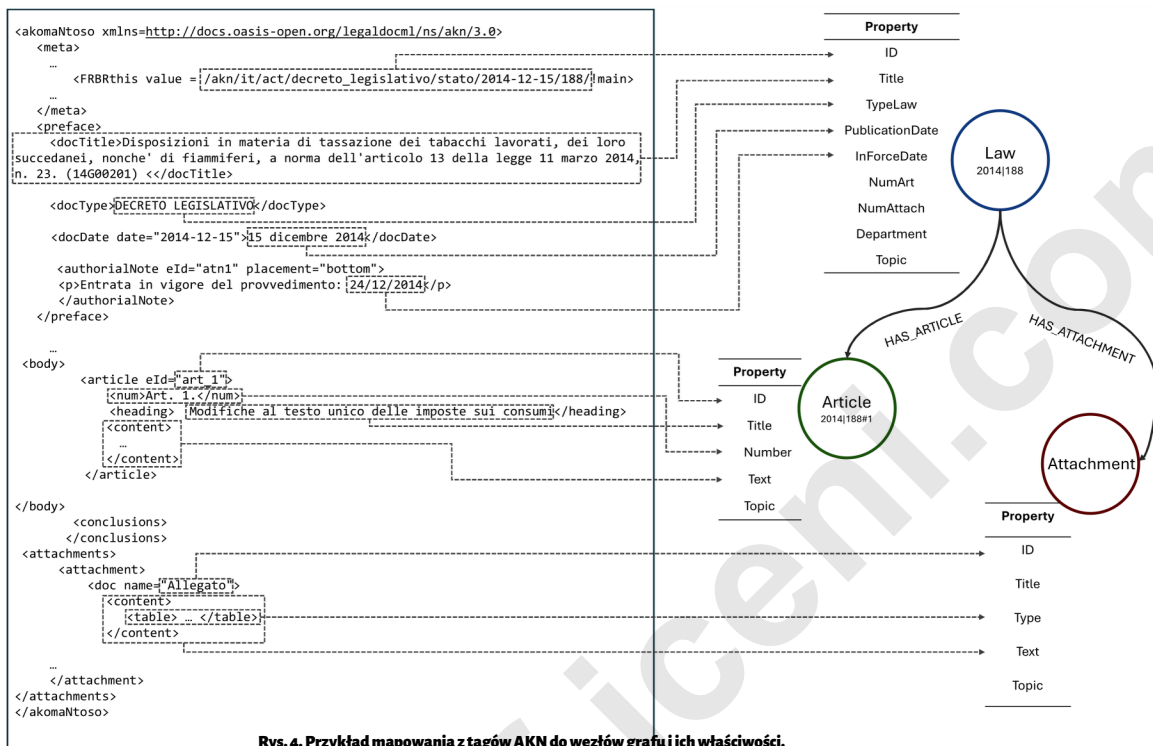 <akomaNtoso xmlns=http://docs.oasis-open.org/legaldocml/ns/akn/3.0>
<meta>
…
<FRBRthis value = /akn/it/act/decreto_legislativo/stato/2014-12-15/188/!main>
…
</meta>
<preface>
<docTitle>Disposizioni in materia di tassazione dei tabacchi lavorati, dei loro
succedanei, nonche' di fiammiferi, a norma dell'articolo 13 della legge 11 marzo 2014,
n. 23. (14G00201) <</docTitle>
<docType>DECRETO LEGISLATIVO</docType>
<docDate date="2014-12-15">15 dicembre 2014</docDate>
<authorialNote eId="atn1" placement="bottom">
<p>Entrata in vigore del provvedimento: 24/12/2014</p>
</authorialNote>
</preface>
…
<body>
<article eId="art_1">
<num>Art. 1.</num>
<heading> Modifiche al testo unico delle imposte sui consumi</heading>
<content>
…
</content>
</article>
</body>
<conclusions>
</conclusions>
<attachments>
<attachment>
<doc name="Allegato">
<content>
<table> … </table>
</content>
…
</attachment>
</attachments>
</akomaNtoso>
Property
ID
Title
TypeLaw
PublicationDate
InForceDate
NumArt
NumAttach
Department
Topic
Law
2014|188
HAS_ARTICLE
HAS_ATTACHMENT
Property
ID
Title
Number
Text
Topic
Article
2014|188#1
Attachment
Property
ID
Title
Type
Text
Topic
Rys. 4. Przykład mapowania z tagów AKN do węzłów grafu i ich właściwości.